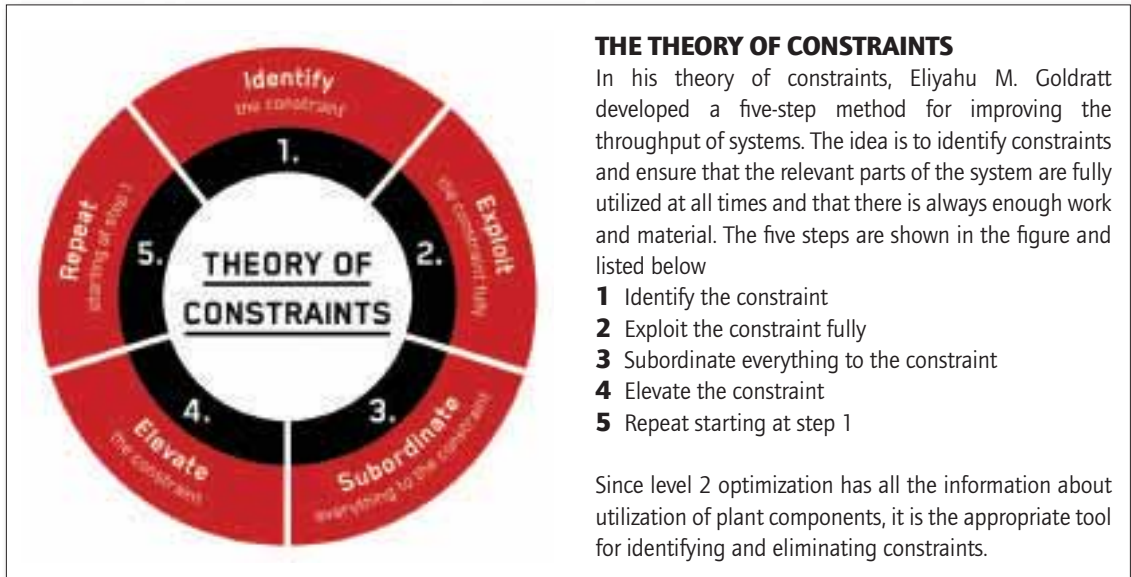 Identify
the constraint
1.
Exploit
the constraint fully
2.
Subordinate
everything to the constraint
3.
Elevate
the constraint
4.
Repeat
starting at step 1
5.
THEORY OF
CONSTRAINTS
THE THEORY OF CONSTRAINTS
In his theory of constraints, Eliyahu M. Goldratt
developed a five-step method for improving the
throughput of systems. The idea is to identify constraints
and ensure that the relevant parts of the system are fully
utilized at all times and that there is always enough work
and material. The five steps are shown in the figure and
listed below
1 Identify the constraint
2 Exploit the constraint fully
3 Subordinate everything to the constraint
4 Elevate the constraint
5 Repeat starting at step 1
Since level 2 optimization has all the information about
utilization of plant components, it is the appropriate tool
for identifying and eliminating constraints.